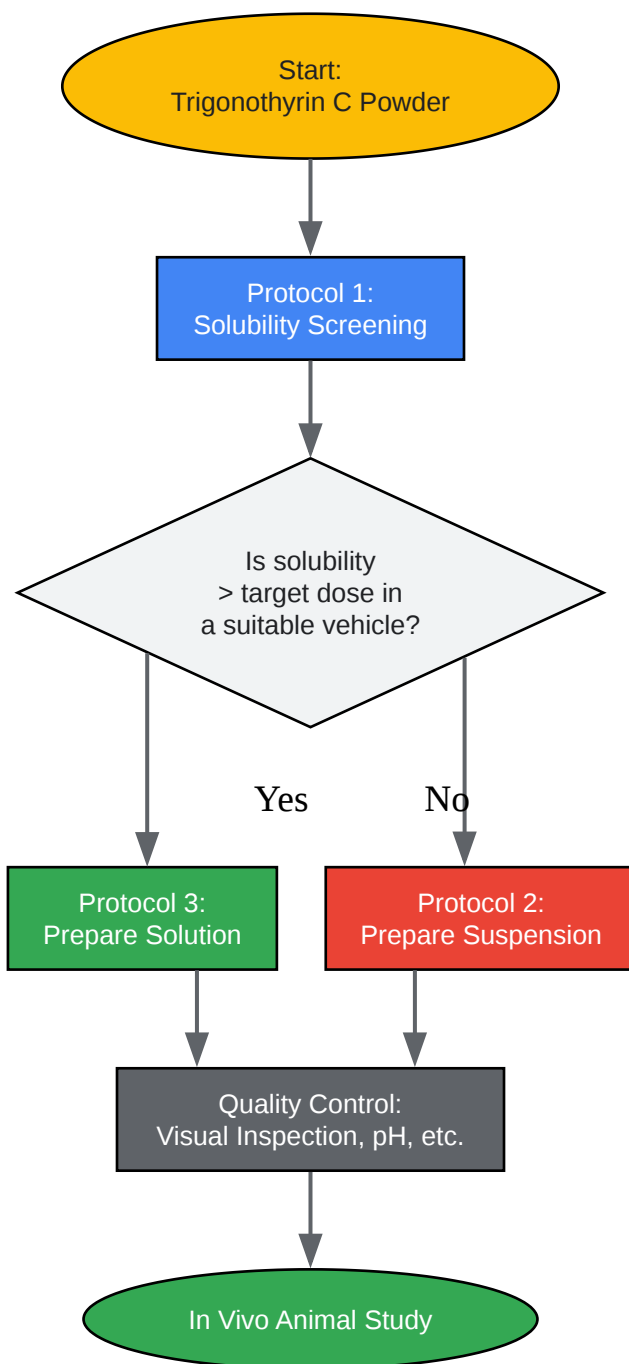 Start:
Trigonothyrin C Powder
Protocol 1:
Solubility Screening
Is solubility
> target dose in
a suitable vehicle?
Yes
No
Protocol 3:
Prepare Solution
Protocol 2:
Prepare Suspension
Quality Control:
Visual Inspection, pH, etc.
In Vivo Animal Study